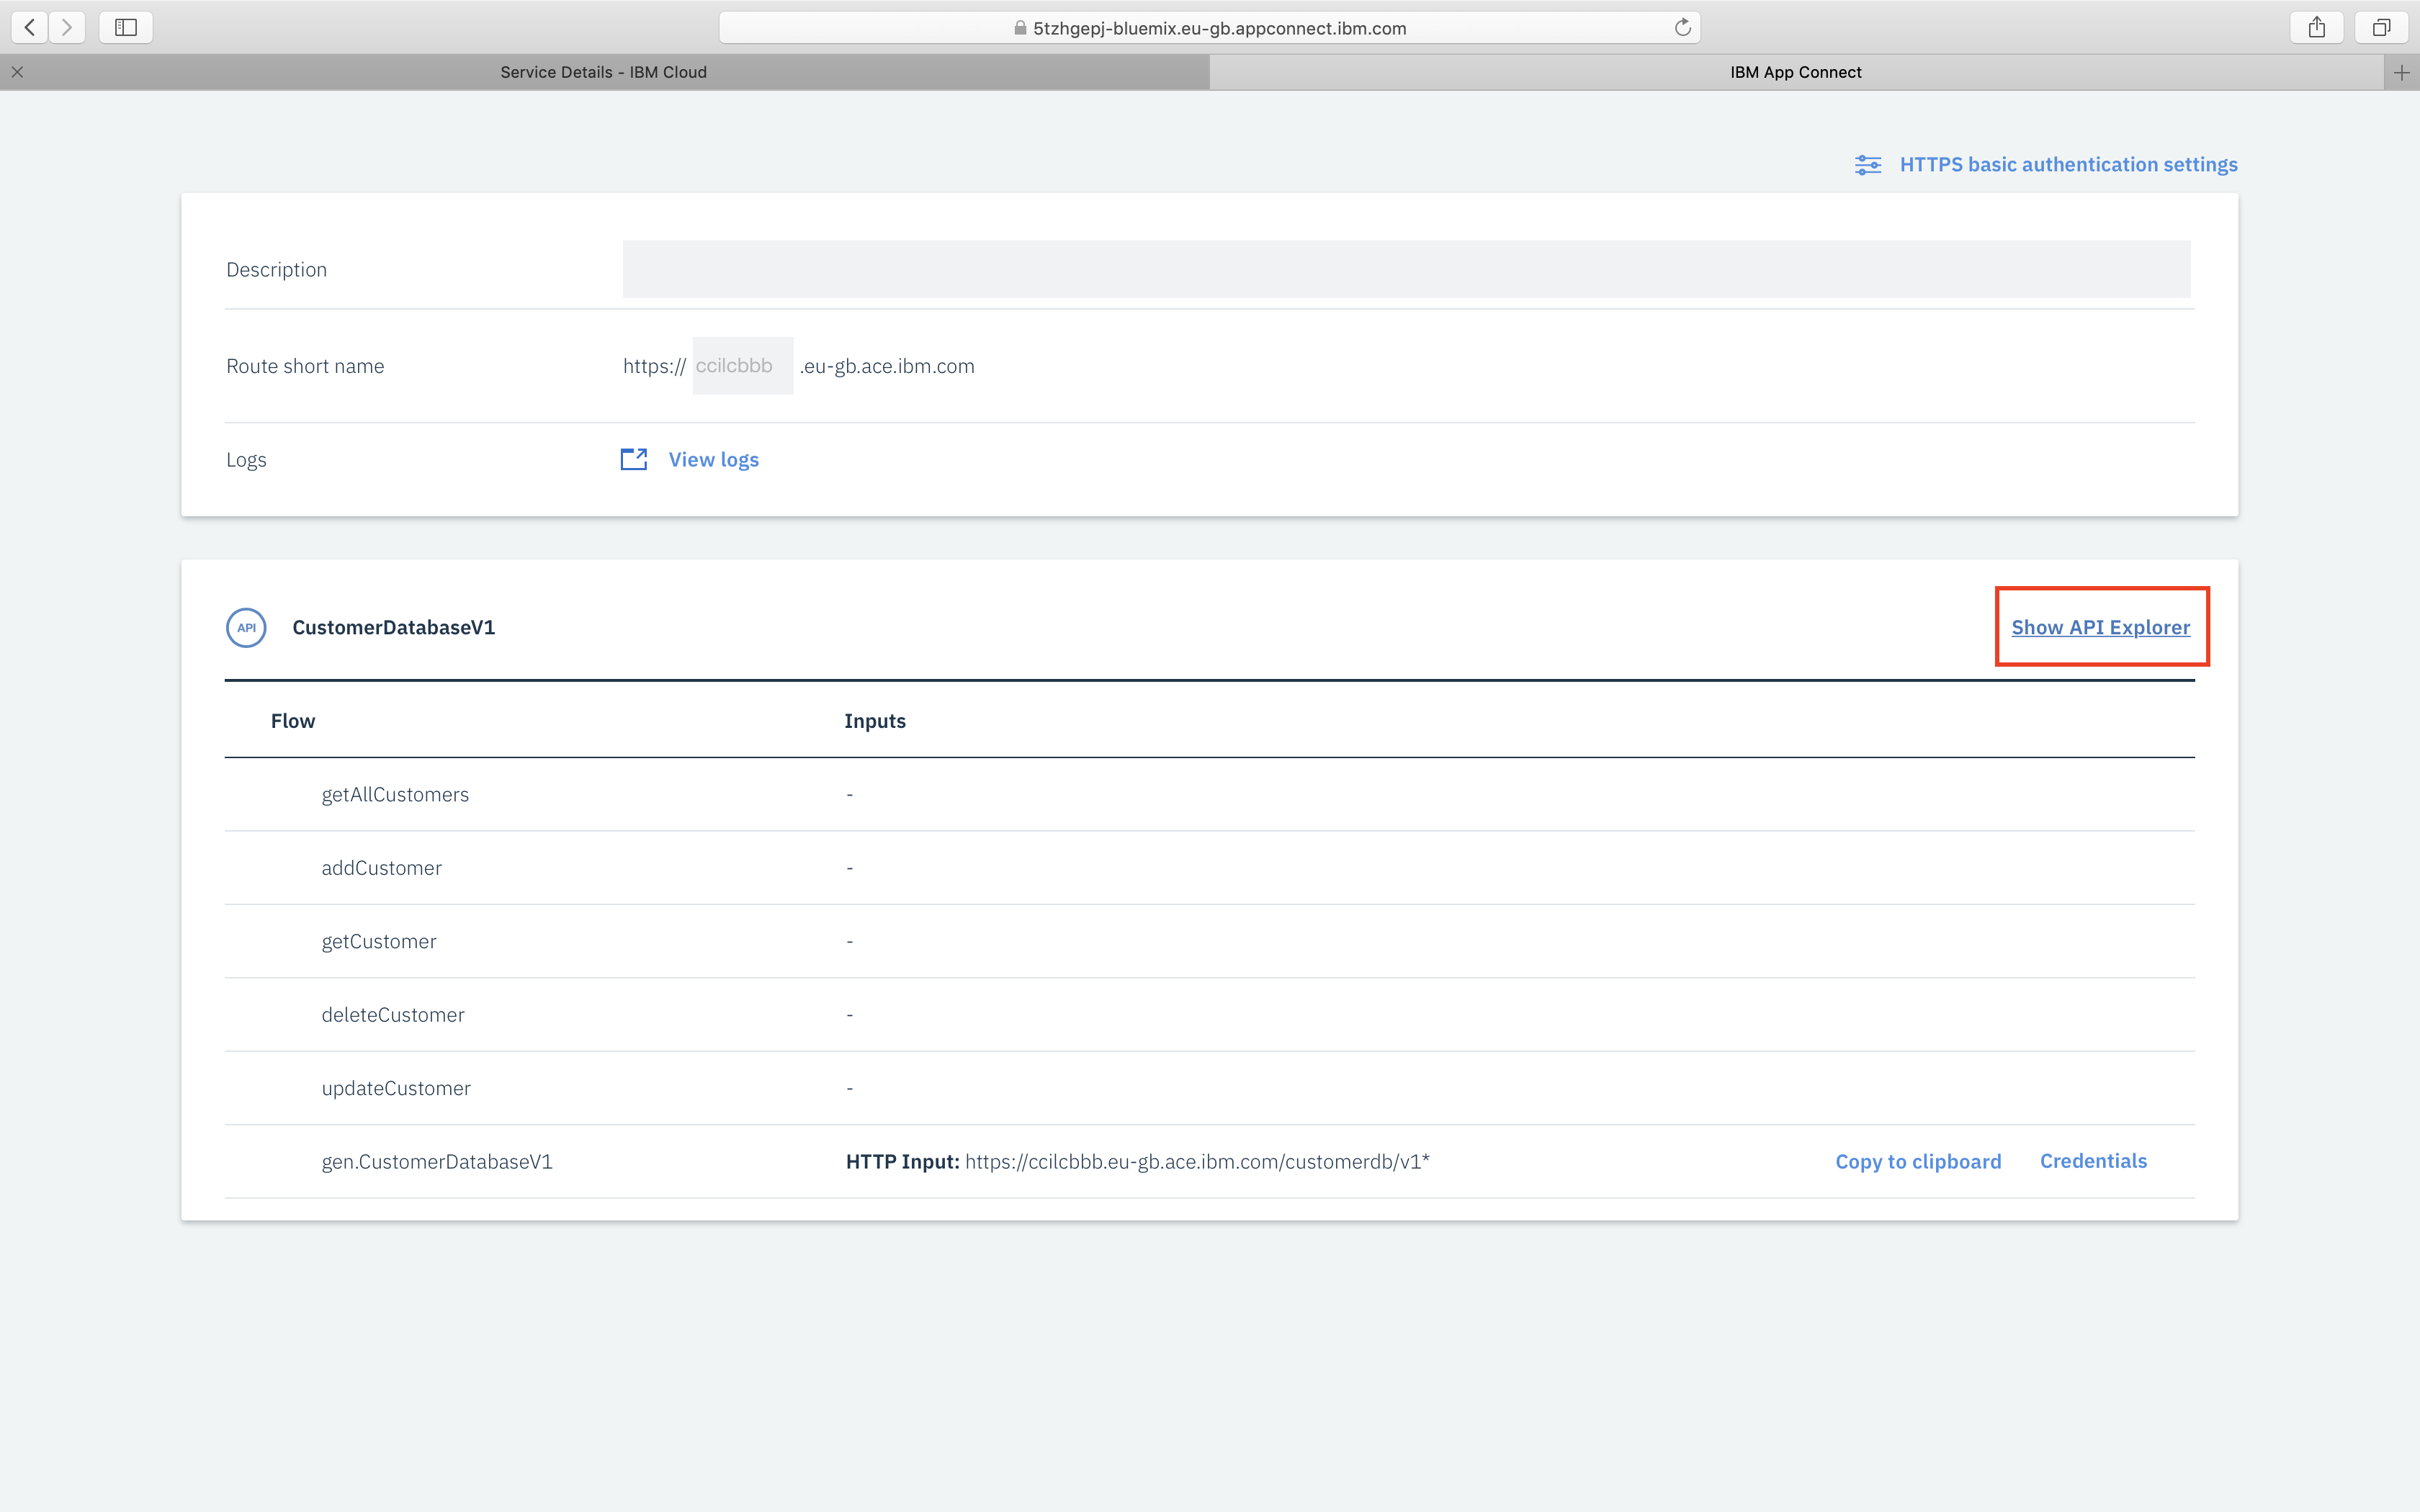 5tzhgepj-bluemix.eu-gb.appconnect.ibm.com
Service Details - IBM Cloud
IBM App Connect
HTTPS basic authentication settings
Description
Route short name https:// ccilcbbb .eu-gb.ace.ibm.com
Logs View logs
API CustomerDatabaseV1 Show API Explorer
Flow Inputs
getAllCustomers -
addCustomer -
getCustomer -
deleteCustomer -
updateCustomer -
gen.CustomerDatabaseV1 HTTP Input: https://ccilcbbb.eu-gb.ace.ibm.com/customerdb/v1* Copy to clipboard Credentials